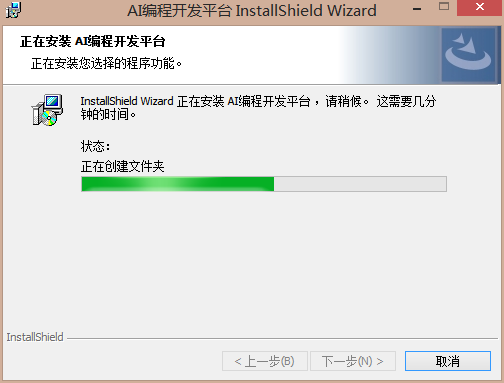 AI编程开发平台 InstallShield Wizard
正在安装 AI编程开发平台
正在安装您选择的程序功能。
InstallShield Wizard 正在安装 AI编程开发平台 ，请稍候。 这需要几分
钟的时间。
状态：
正在创建文件夹
InstallShield
< 上一步(B)
下一步(N) >
取消